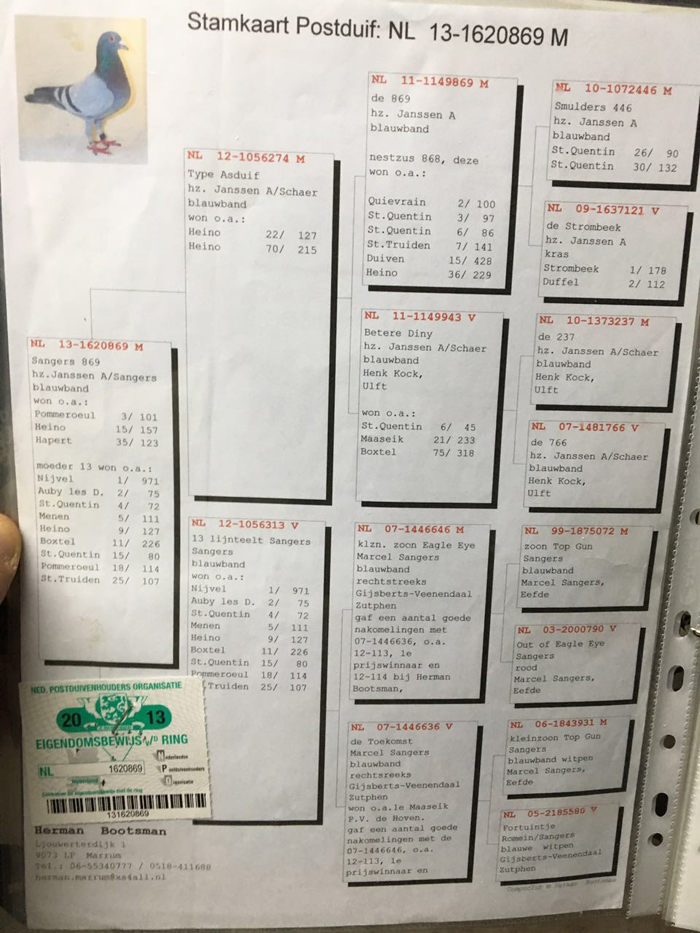 Stamkaart Postduif: NL 13-1620869 M
NL 13-1620869 M
Sangers 869
hz.Janssen A/Sangers
blauwband
won o.a.:
Pommeroeul 3/ 101
Heino 15/ 157
Hapert 35/ 123
moeder 13 won o.a.:
Nijvel 1/ 971
Auby les D. 2/ 75
St.Quentin 4/ 72
Menen 5/ 111
Heino 9/ 127
Boxtel 11/ 226
St.Quentin 15/ 80
Pommeroeul 18/ 114
St.Truiden 25/ 107
NL 12-1056274 M
Type Asduif
hz. Janssen A/Schaer
blauwband
won o.a.:
Heino 22/ 127
Heino 70/ 215
NL 12-1056313 V
13 lijnteelt Sangers
Sangers
blauwband
won o.a.:
Nijvel 1/ 971
Auby les D. 2/ 75
St.Quentin 4/ 72
Menen 5/ 111
Heino 9/ 127
Boxtel 11/ 226
St.Quentin 15/ 80
Pommeroeul 18/ 114
.Truiden 25/ 107
NL 11-1149869 M
de 869
hz. Janssen A
blauwband
nestzus 868, deze
won o.a.:
Quievrain 2/ 100
St.Quentin 3/ 97
St.Quentin 6/ 86
St.Truiden 7/ 141
Duiven 15/ 428
Heino 36/ 229
NL 11-1149943 V
Betere Diny
hz. Janssen A/Schaer
blauwband
Henk Kock,
Ulft
won o.a.:
St.Quentin 6/ 45
Maaseik 21/ 233
Boxtel 75/ 318
NL 07-1446646 M
klzn. zoon Eagle Eye
Marcel Sangers
blauwband
rechtstreeks
Gijsberts-Veenendaal
Zutphen
gaf een aantal goede
nakomelingen met
07-1446636, o.a.
12-113, 1e
prijswinnaar en
12-114 bij Herman
Bootsman,
NL 07-1446636 V
de Toekomst
Marcel Sangers
blauwband
rechtsreeks
Gijsberts-Veenendaal
Zutphen
won o.a.1e Maaseik
P.V. de Hoven.
gaf een aantal goede
nakomelingen met de
07-1446646, o.a.
12-113, 1e
prijswinnaar en
NL 10-1072446 M
Smulders 446
hz. Janssen A
blauwband
St.Quentin 26/ 90
St.Quentin 30/ 132
NL 09-1637121 V
de Strombeek
hz. Janssen A
kras
Strombeek 1/ 178
Duffel 2/ 112
NL 10-1373237 M
de 237
hz. Janssen A/Schaer
blauwband
Henk Kock,
Ulft
NL 07-1481766 V
de 766
hz. Janssen A/Schaer
blauwband
Henk Kock,
Ulft
NL 99-1875072 M
zoon Top Gun
Sangers
blauwband
Marcel Sangers,
Eefde
NL 03-2000790 V
Out of Eagle Eye
Sangers
rood
Marcel Sangers,
Eefde
NL 06-1843931 M
kleinzoon Top Gun
Sangers
blauwband witpen
Marcel Sangers,
Eefde
NL 05-2185580 V
Fortuintje
Romein/Sangers
blauwe witpen
Gijsberts-Veenendaal
Zutphen
NED. POSTDUIVENHOUDERS ORGANISATIE
20 13
EIGENDOMSBEWIJS V/D RING
Nederlandse
Postduivenhouders
Organisatie
NL 1620869
131620869
Herman Bootsman
Ljouwerterdijk 1
9073 LP Marrum
tel.: 06-55340777 / 0518-411608
herman.marrum@xs4all.nl